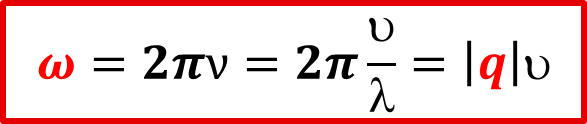 ω = 2πν = 2π υ/λ = |q|υ